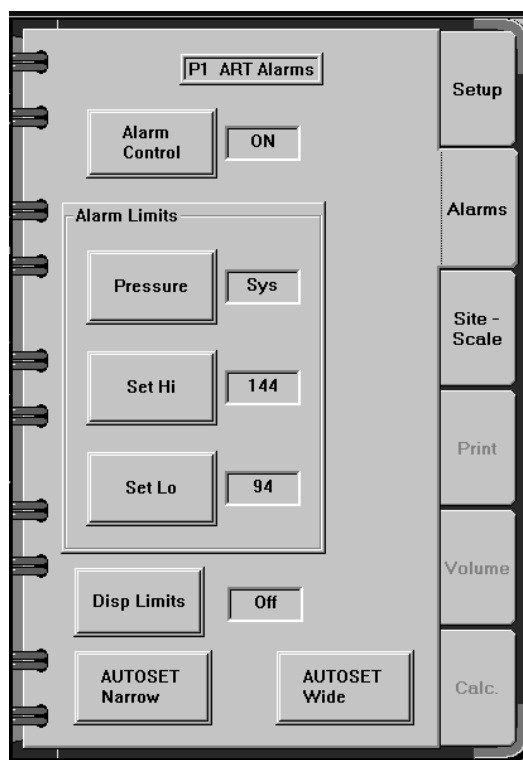 P1 ART Alarms
Alarm
Control
ON
Alarm Limits
Pressure
Sys
Set Hi
144
Set Lo
94
Disp Limits
Off
AUTOSET
Narrow
AUTOSET
Wide
Setup
Alarms
Site -
Scale
Print
Volume
Calc.